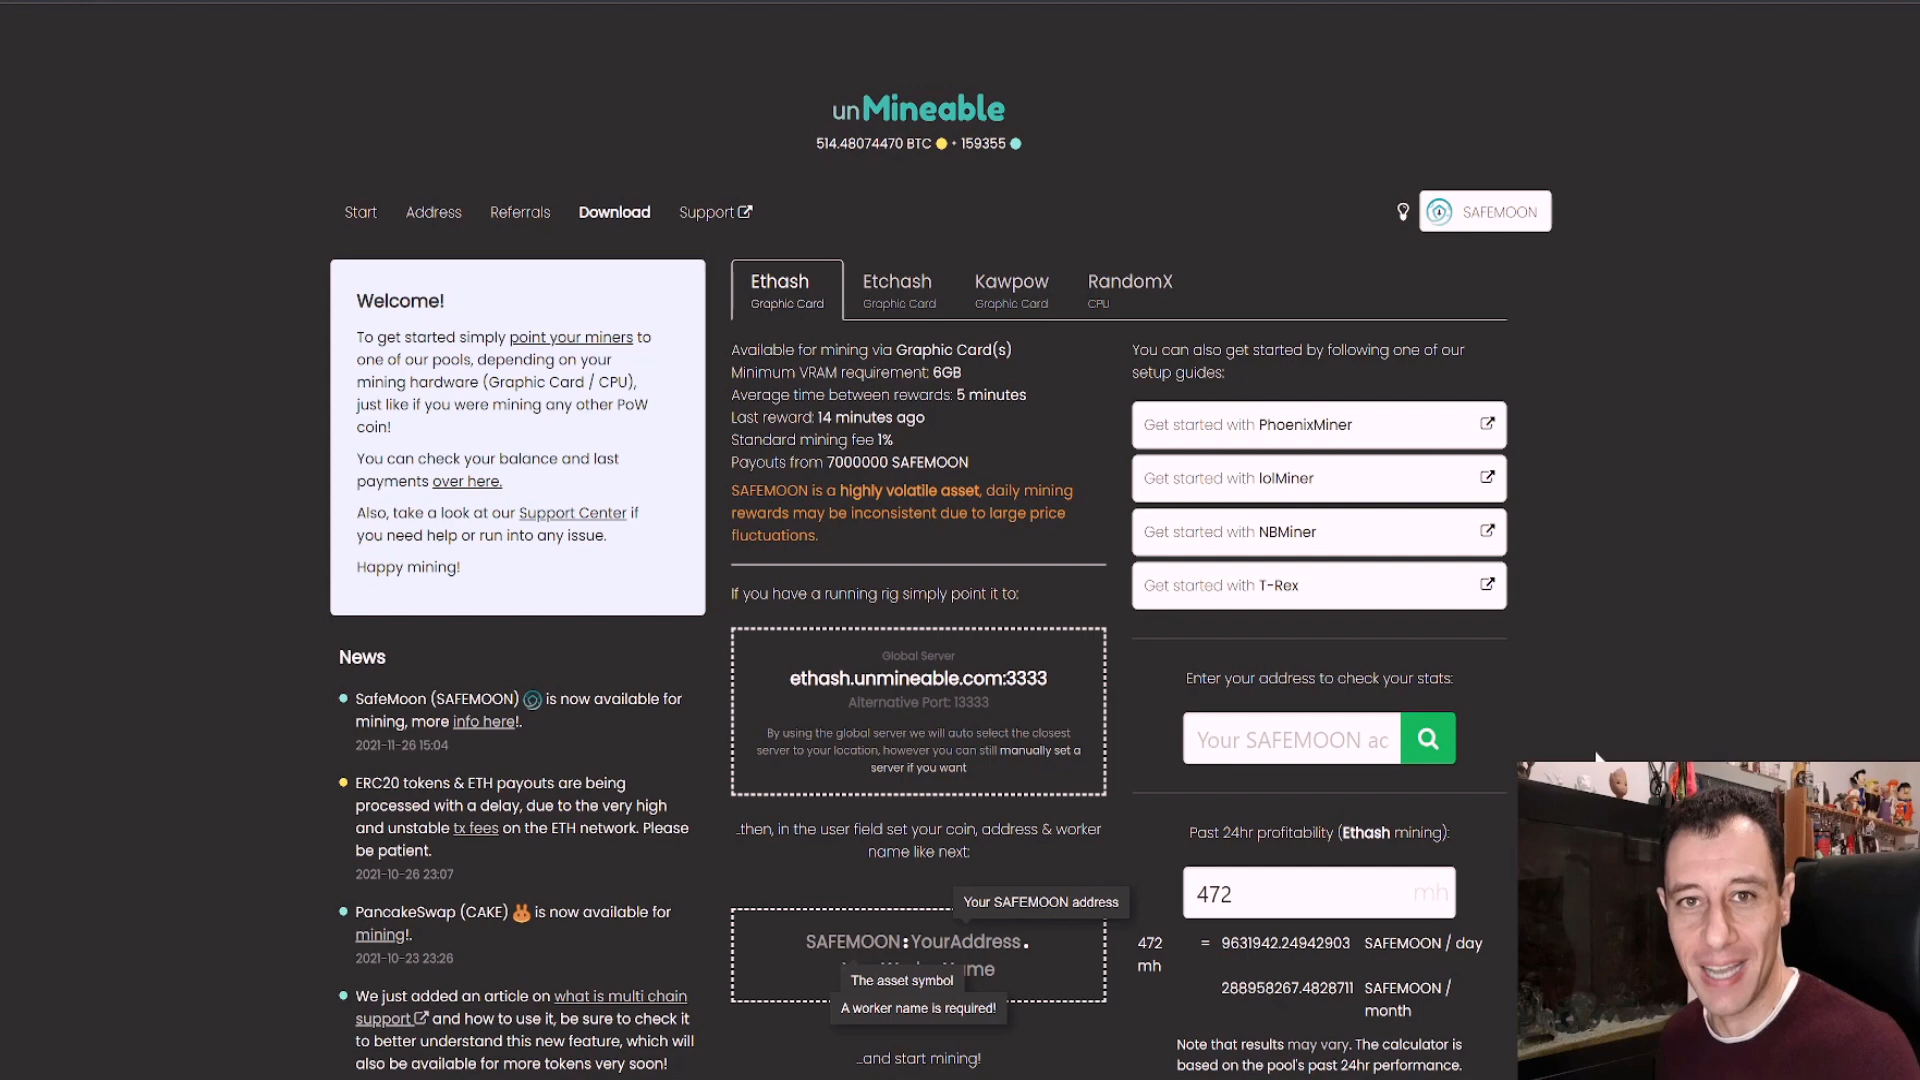 unMineable
514.48074470 BTC • 159355
Start Address Referrals Download Support
SAFEMOON
Welcome!
To get started simply point your miners to
one of our pools, depending on your
mining hardware (Graphic Card / CPU),
just like if you were mining any other PoW
coin!
You can check your balance and last
payments over here.
Also, take a look at our Support Center if
you need help or run into any issue.
Happy mining!
News
SafeMoon (SAFEMOON) is now available for
mining, more info here!.
2021-11-26 15:04
ERC20 tokens & ETH payouts are being
processed with a delay, due to the very high
and unstable tx fees on the ETH network. Please
be patient.
2021-10-26 23:07
PancakeSwap (CAKE) is now available for
mining!.
2021-10-23 23:26
We just added an article on what is multi chain
support and how to use it, be sure to check it
to better understand this new feature, which will
also be available for more tokens very soon!
Ethash Etchash Kawpow RandomX
Graphic Card Graphic Card Graphic Card CPU
Available for mining via Graphic Card(s)
Minimum VRAM requirement: 6GB
Average time between rewards: 5 minutes
Last reward: 14 minutes ago
Standard mining fee 1%
Payouts from 7000000 SAFEMOON
SAFEMOON is a highly volatile asset, daily mining
rewards may be inconsistent due to large price
fluctuations.
If you have a running rig simply point it to:
Global Server
ethash.unmineable.com:3333
Alternative Port: 13333
By using the global server we will auto select the closest
server to your location, however you can still manually set a
server if you want
...then, in the user field set your coin, address & worker
name like next:
Your SAFEMOON address
SAFEMOON:YourAddress.
The asset symbol
A worker name is required!
...and start mining!
You can also get started by following one of our
setup guides:
Get started with PhoenixMiner
Get started with lolMiner
Get started with NBMiner
Get started with T-Rex
Enter your address to check your stats:
Your SAFEMOON ac
Past 24hr profitability (Ethash mining):
472 mh
472 = 9631942.24942903 SAFEMOON / day
mh
288958267.4828711 SAFEMOON /
month
Note that results may vary. The calculator is
based on the pool's past 24hr performance.